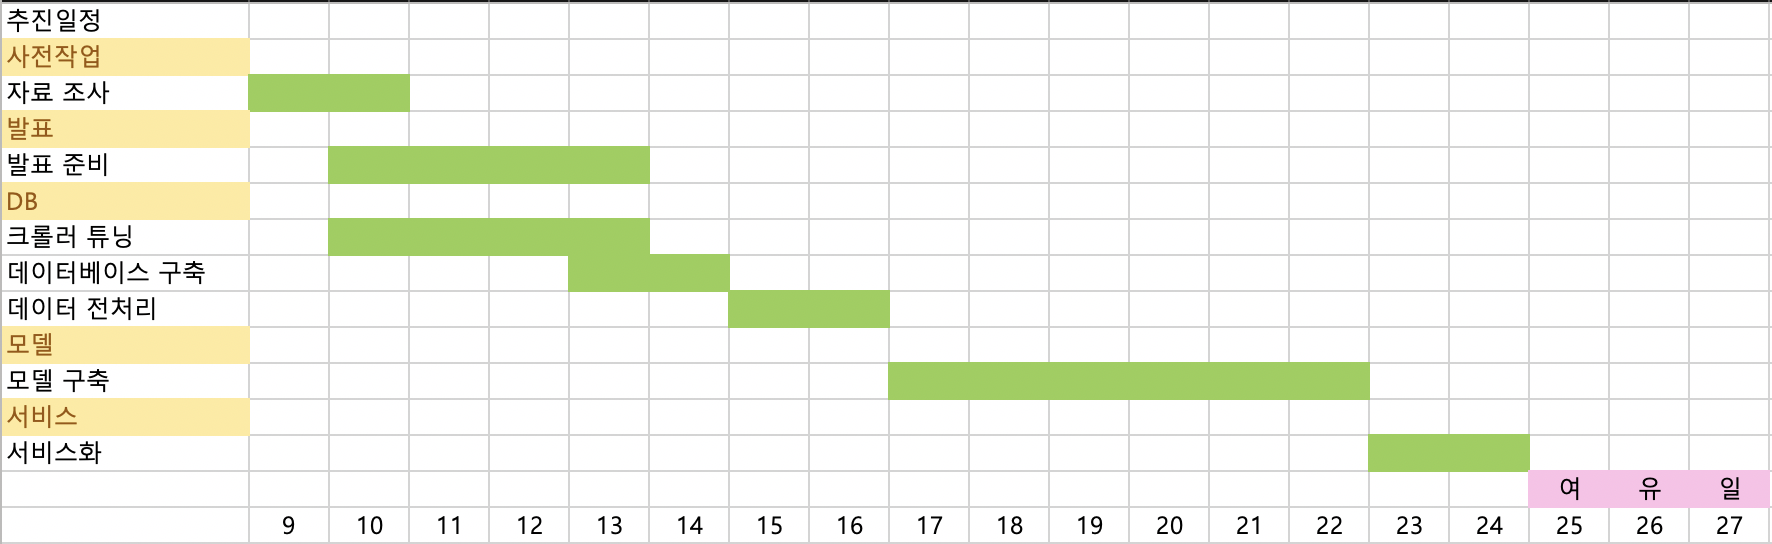 추진일정
사전작업
자료 조사
발표
발표 준비
DB
크롤러 튜닝
데이터베이스 구축
데이터 전처리
모델
모델 구축
서비스
서비스화
여 유 일
9 10 11 12 13 14 15 16 17 18 19 20 21 22 23 24 25 26 27